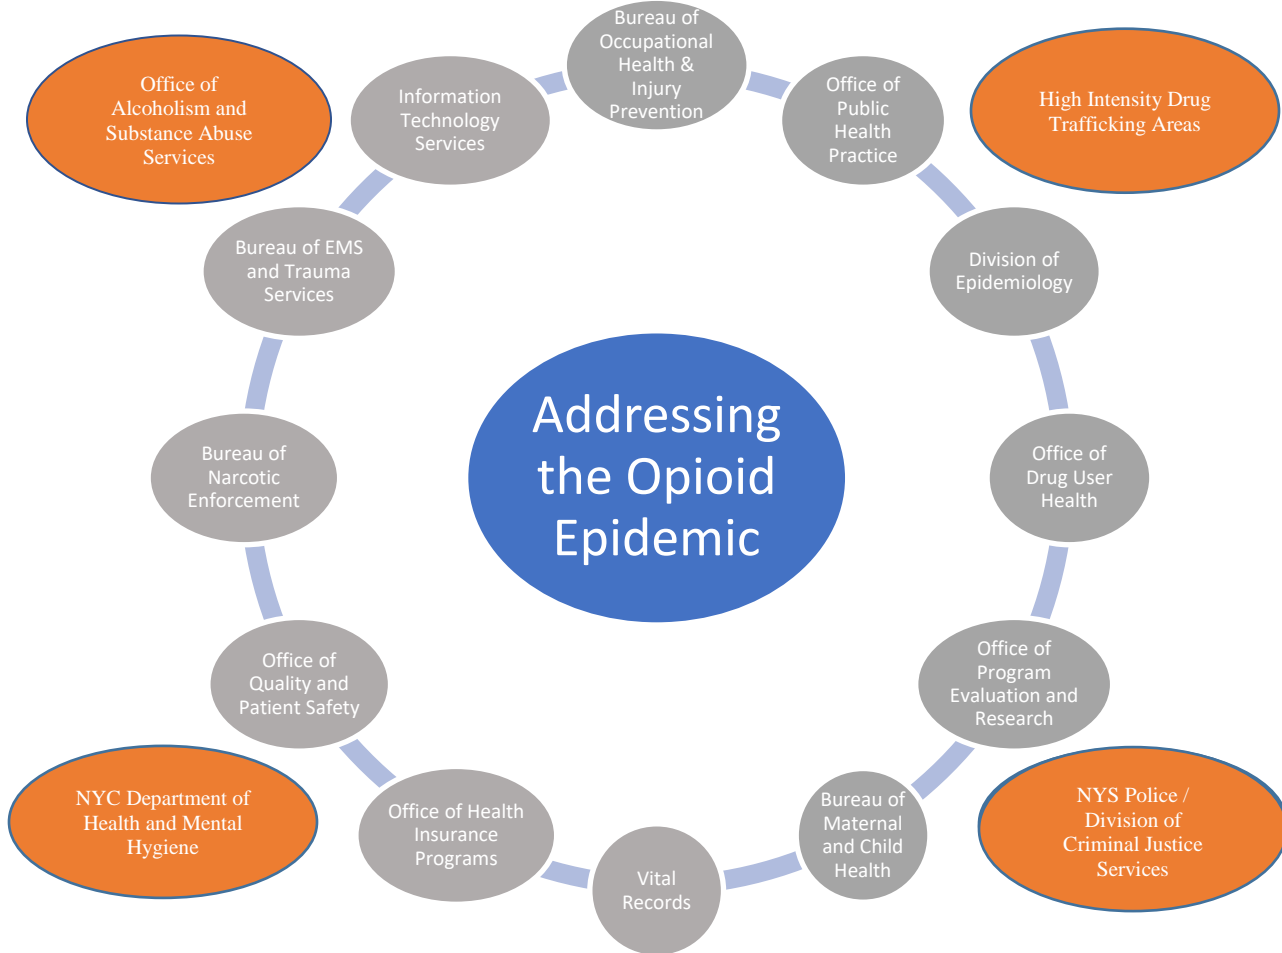 Bureau of
Occupational
Health &
Injury
Prevention
Office of
Public
Health
Practice
High Intensity Drug
Trafficking Areas
Division of
Epidemiology
Office of
Drug User
Health
Office of
Program
Evaluation and
Research
NYS Police /
Division of
Criminal Justice
Services
Bureau of
Maternal
and Child
Health
Vital
Records
Office of Health
Insurance
Programs
NYC Department of
Health and Mental
Hygiene
Office of
Quality and
Patient Safety
Bureau of
Narcotic
Enforcement
Bureau of EMS
and Trauma
Services
Office of
Alcoholism and
Substance Abuse
Services
Information
Technology
Services
Addressing
the Opioid
Epidemic